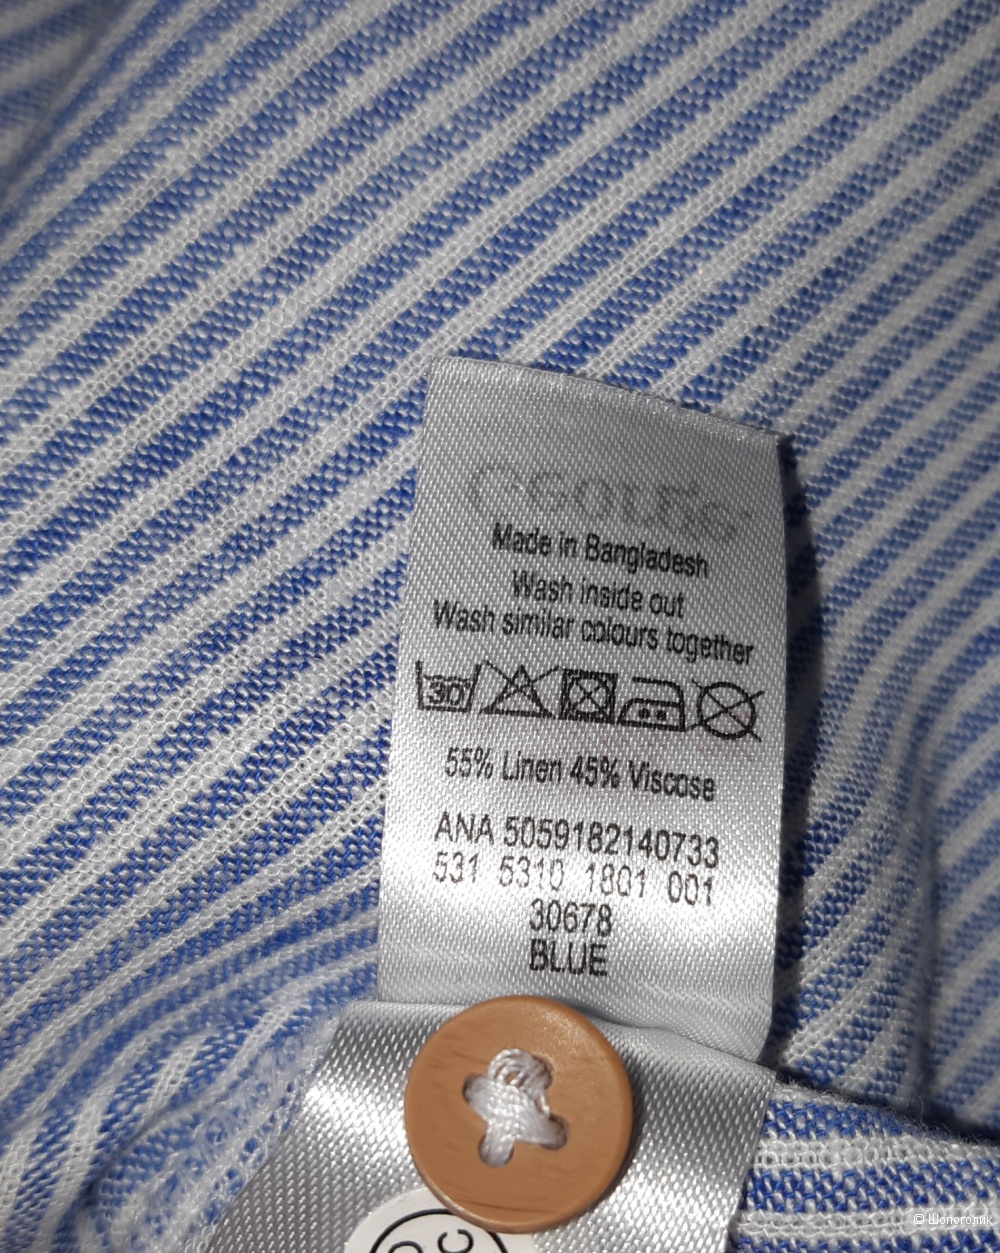 Made in Bangladesh
Wash inside out
Wash similar colours together
30
55% Linen 45% Viscose
ANA 5059182140733
531 5310 1801 001
30678
BLUE
© Шопоголик